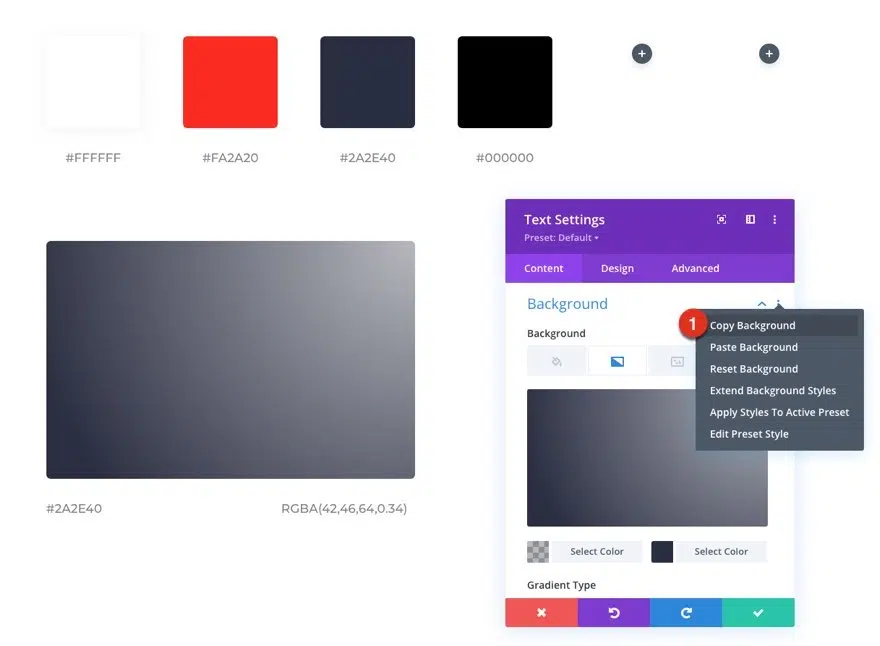 #FFFFFF
#FA2A20
#2A2E40
#000000
Text Settings
Preset: Default
Content
Design
Advanced
Background
1
Copy Background
Background
Paste Background
Reset Background
Extend Background Styles
Apply Styles To Active Preset
Edit Preset Style
#2A2E40
RGBA(42,46,64,0.34)
Select Color
Select Color
Gradient Type